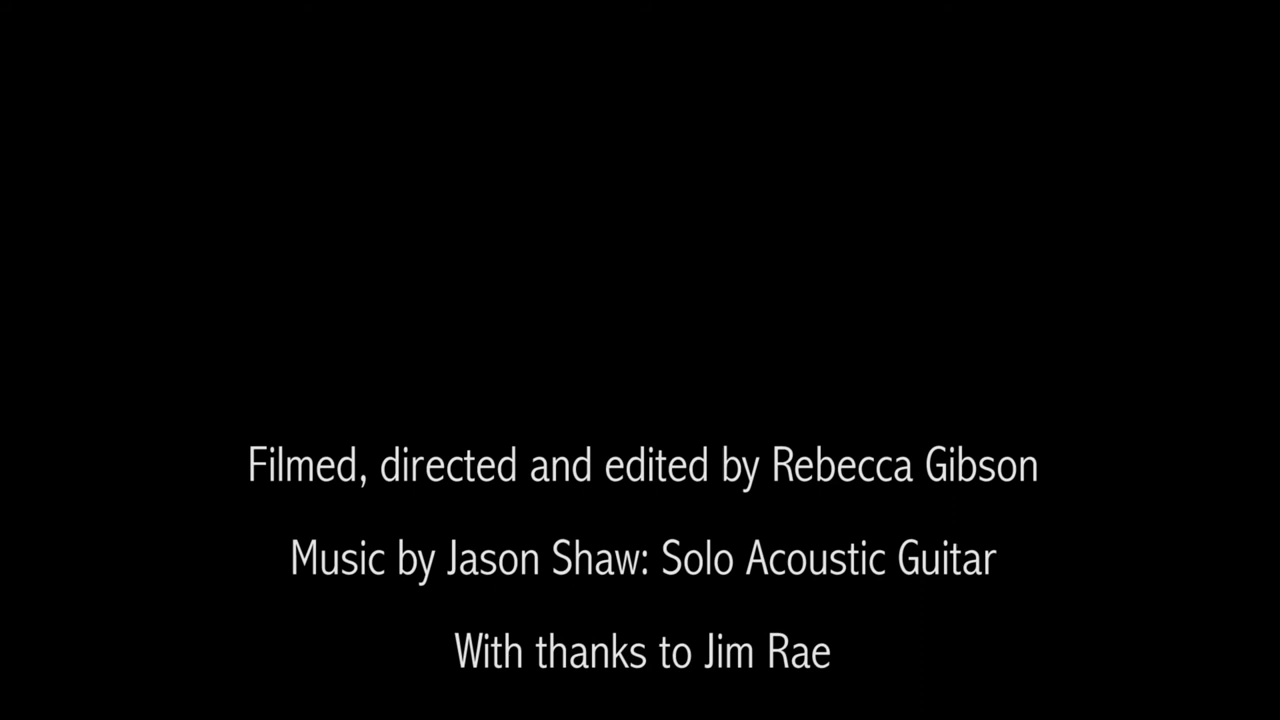 Filmed, directed and edited by Rebecca Gibson
Music by Jason Shaw: Solo Acoustic Guitar
With thanks to Jim Rae